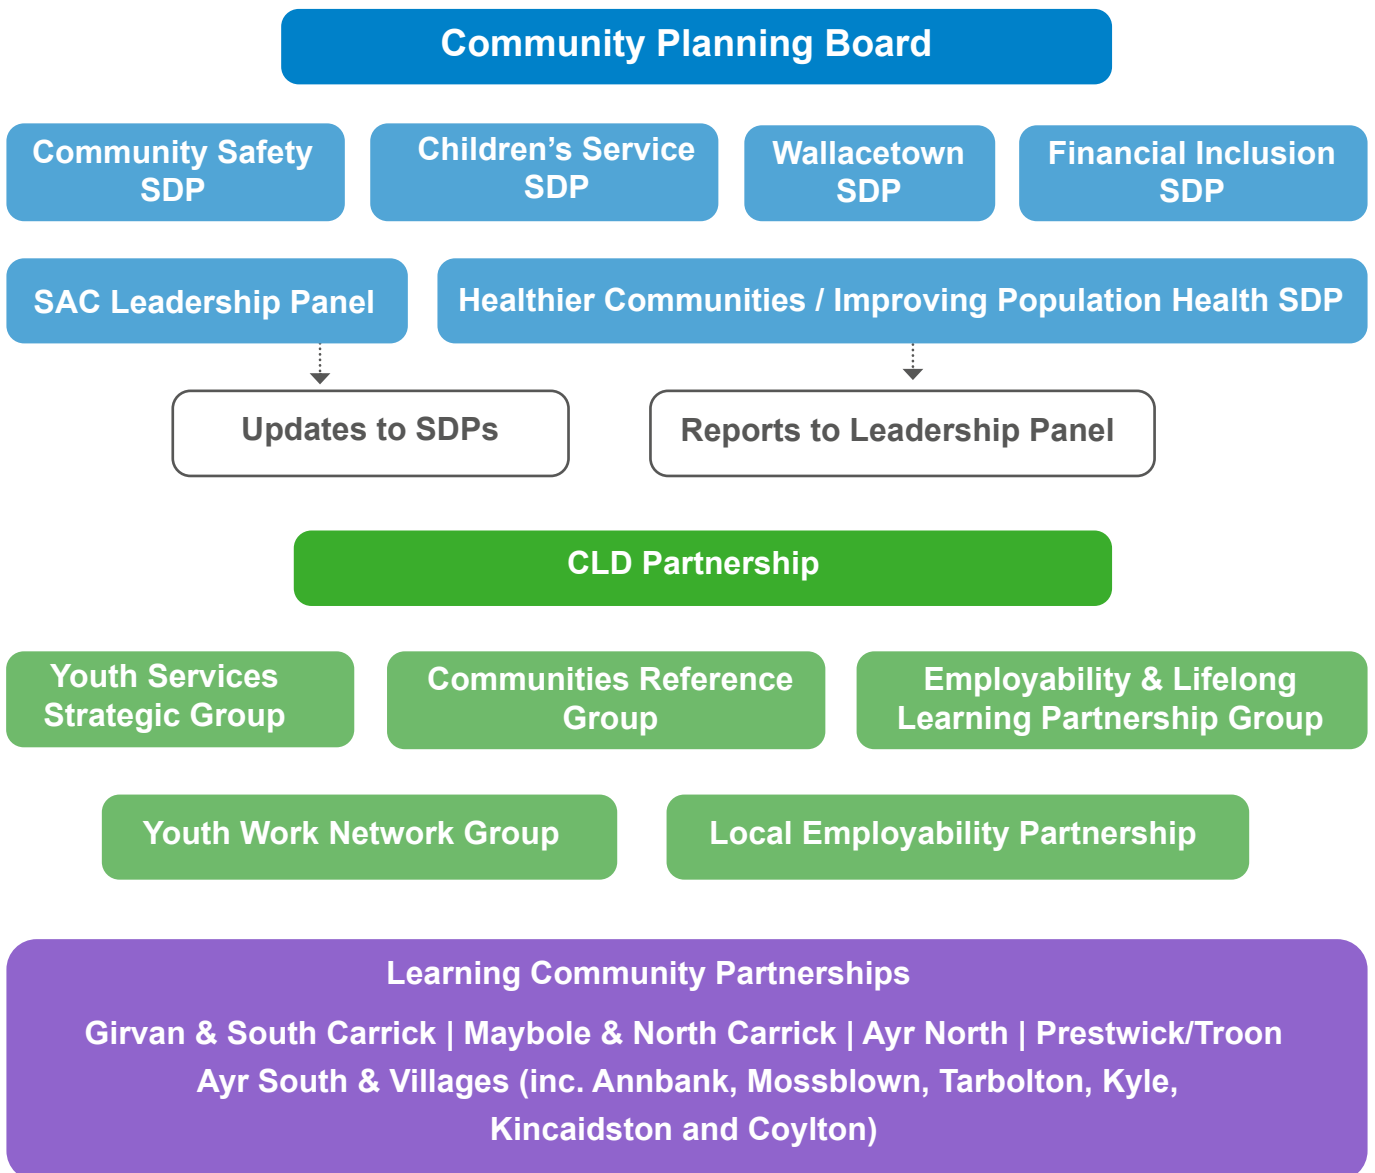 Community Planning Board
Community Safety
SDP
Children’s Service
SDP
Wallacetown
SDP
Financial Inclusion
SDP
SAC Leadership Panel
Healthier Communities / Improving Population Health SDP
Updates to SDPs
Reports to Leadership Panel
CLD Partnership
Youth Services
Strategic Group
Communities Reference
Group
Employability & Lifelong
Learning Partnership Group
Youth Work Network Group
Local Employability Partnership
Learning Community Partnerships
Girvan & South Carrick | Maybole & North Carrick | Ayr North | Prestwick/Troon
Ayr South & Villages (inc. Annbank, Mossblown, Tarbolton, Kyle,
Kincaidston and Coylton)